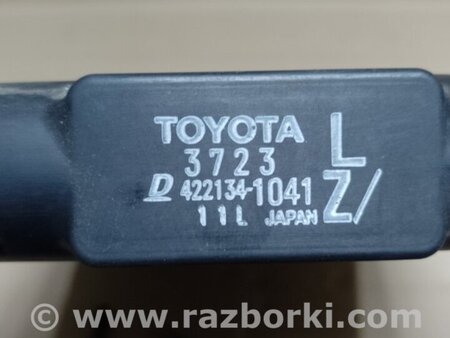 TOYOTA
3723
L
D 422134-1041
Z/
11L JAPAN
© www.razborki.com